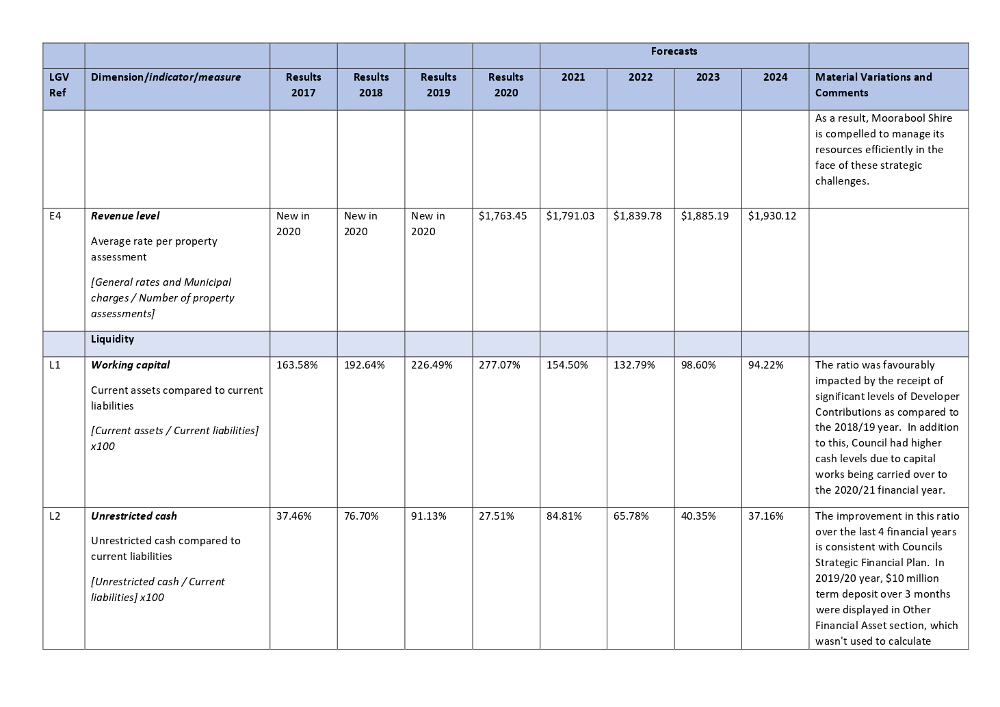 Forecasts
LGV
Ref
Dimension/indicator/measure
Results
2017
Results
2018
Results
2019
Results
2020
2021
2022
2023
2024
Material Variations and
Comments
As a result, Moorabool Shire
is compelled to manage its
resources efficiently in the
face of these strategic
challenges.
E4
Revenue level
Average rate per property
assessment
[General rates and Municipal
charges / Number of property
assessments]
New in
2020
New in
2020
New in
2020
$1,763.45
$1,791.03
$1,839.78
$1,885.19
$1,930.12
Liquidity
L1
Working capital
Current assets compared to current
liabilities
[Current assets / Current liabilities]
x100
163.58%
192.64%
226.49%
277.07%
154.50%
132.79%
98.60%
94.22%
The ratio was favourably
impacted by the receipt of
significant levels of Developer
Contributions as compared to
the 2018/19 year.  In addition
to this, Council had higher
cash levels due to capital
works being carried over to
the 2020/21 financial year.
L2
Unrestricted cash
Unrestricted cash compared to
current liabilities
[Unrestricted cash / Current
liabilities] x100
37.46%
76.70%
91.13%
27.51%
84.81%
65.78%
40.35%
37.16%
The improvement in this ratio
over the last 4 financial years
is consistent with Councils
Strategic Financial Plan.  In
2019/20 year, $10 million
term deposit over 3 months
were displayed in Other
Financial Asset section, which
wasn't used to calculate